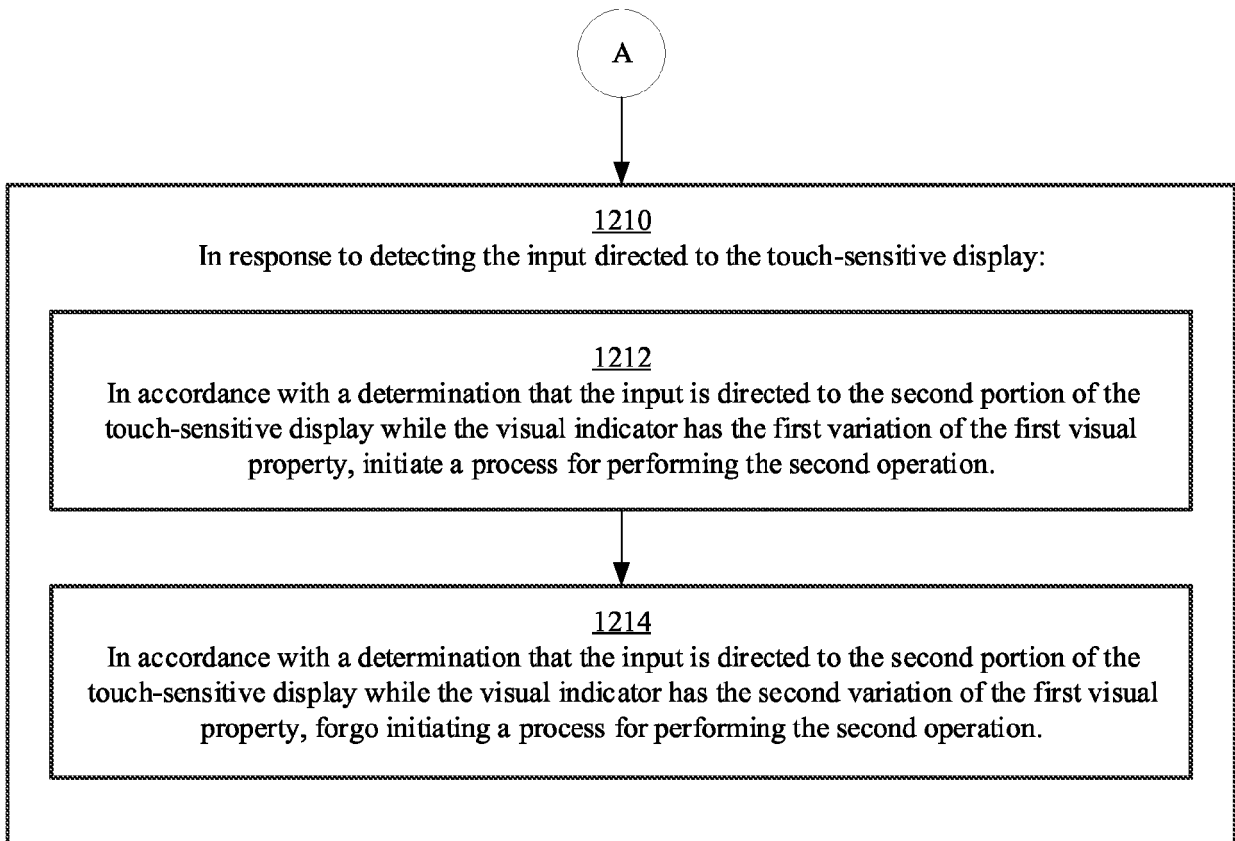 A
1210
In response to detecting the input directed to the touch-sensitive display:
1212
In accordance with a determination that the input is directed to the second portion of the
touch-sensitive display while the visual indicator has the first variation of the first visual
property, initiate a process for performing the second operation.
1214
In accordance with a determination that the input is directed to the second portion of the
touch-sensitive display while the visual indicator has the second variation of the first visual
property, forgo initiating a process for performing the second operation.